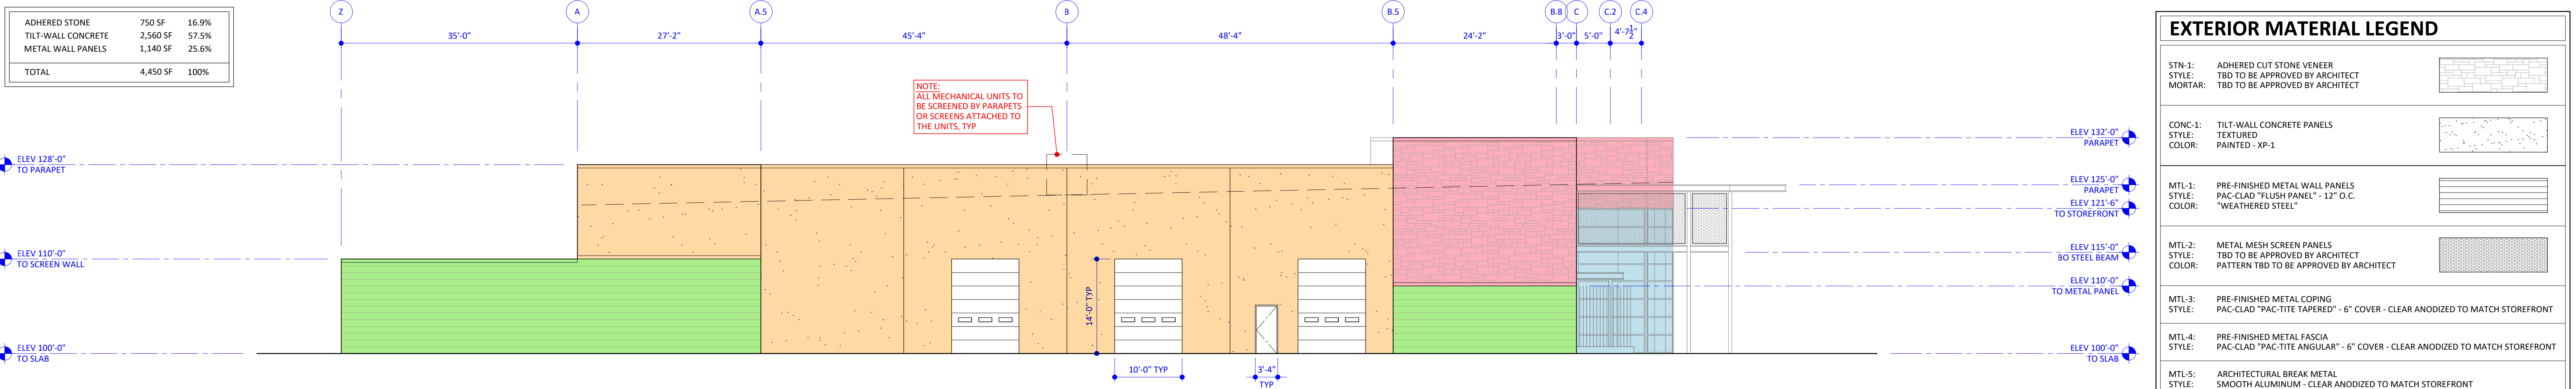 ADHERED STONE 750 SF 16.9%
TILT-WALL CONCRETE 2,560 SF 57.5%
METAL WALL PANELS 1,140 SF 25.6%
TOTAL 4,450 SF 100%
Z A A.5 B B.5 B.8 C C.2 C.4
35'-0" 27'-2" 45'-4" 48'-4" 24'-2" 3'-0" 5'-0" 4'-7½"
NOTE:
ALL MECHANICAL UNITS TO
BE SCREENED BY PARAPETS
OR SCREENS ATTACHED TO
THE UNITS, TYP
ELEV 128'-0"
TO PARAPET
ELEV 110'-0"
TO SCREEN WALL
ELEV 100'-0"
TO SLAB
14'-0" TYP
10'-0" TYP
3'-4"
TYP
ELEV 132'-0"
PARAPET
ELEV 125'-0"
PARAPET
ELEV 121'-6"
TO STOREFRONT
ELEV 115'-0"
BO STEEL BEAM
ELEV 110'-0"
TO METAL PANEL
ELEV 100'-0"
TO SLAB
EXTERIOR MATERIAL LEGEND
STN-1: ADHERED CUT STONE VENEER
STYLE: TBD TO BE APPROVED BY ARCHITECT
MORTAR: TBD TO BE APPROVED BY ARCHITECT
CONC-1: TILT-WALL CONCRETE PANELS
STYLE: TEXTURED
COLOR: PAINTED - XP-1
MTL-1: PRE-FINISHED METAL WALL PANELS
STYLE: PAC-CLAD "FLUSH PANEL" - 12" O.C.
COLOR: "WEATHERED STEEL"
MTL-2: METAL MESH SCREEN PANELS
STYLE: TBD TO BE APPROVED BY ARCHITECT
COLOR: PATTERN TBD TO BE APPROVED BY ARCHITECT
MTL-3: PRE-FINISHED METAL COPING
STYLE: PAC-CLAD "PAC-TITE TAPERED" - 6" COVER - CLEAR ANODIZED TO MATCH STOREFRONT
MTL-4: PRE-FINISHED METAL FASCIA
STYLE: PAC-CLAD "PAC-TITE ANGULAR" - 6" COVER - CLEAR ANODIZED TO MATCH STOREFRONT
MTL-5: ARCHITECTURAL BREAK METAL
STYLE: SMOOTH ALUMINUM - CLEAR ANODIZED TO MATCH STOREFRONT